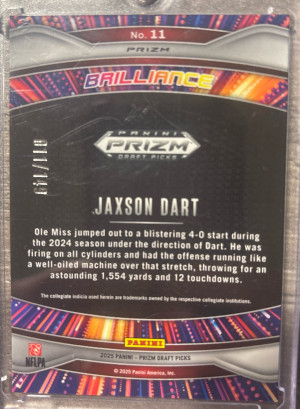 No. 11
PRIZM
BRILLIANCE
PANINI
PRIZM
DRAFT PICKS
JAXSON DART
Ole Miss jumped out to a blistering 4-0 start during
the 2024 season under the direction of Dart. He was
firing on all cylinders and had the offense running like
a well-oiled machine over that stretch, throwing for an
astounding 1,554 yards and 12 touchdowns.
The collegiate indicia used herein are trademarks owned by the respective collegiate institutions.
PANINI
NFLPA
2025 PANINI – PRIZM DRAFT PICKS
© 2025 Panini America, Inc.